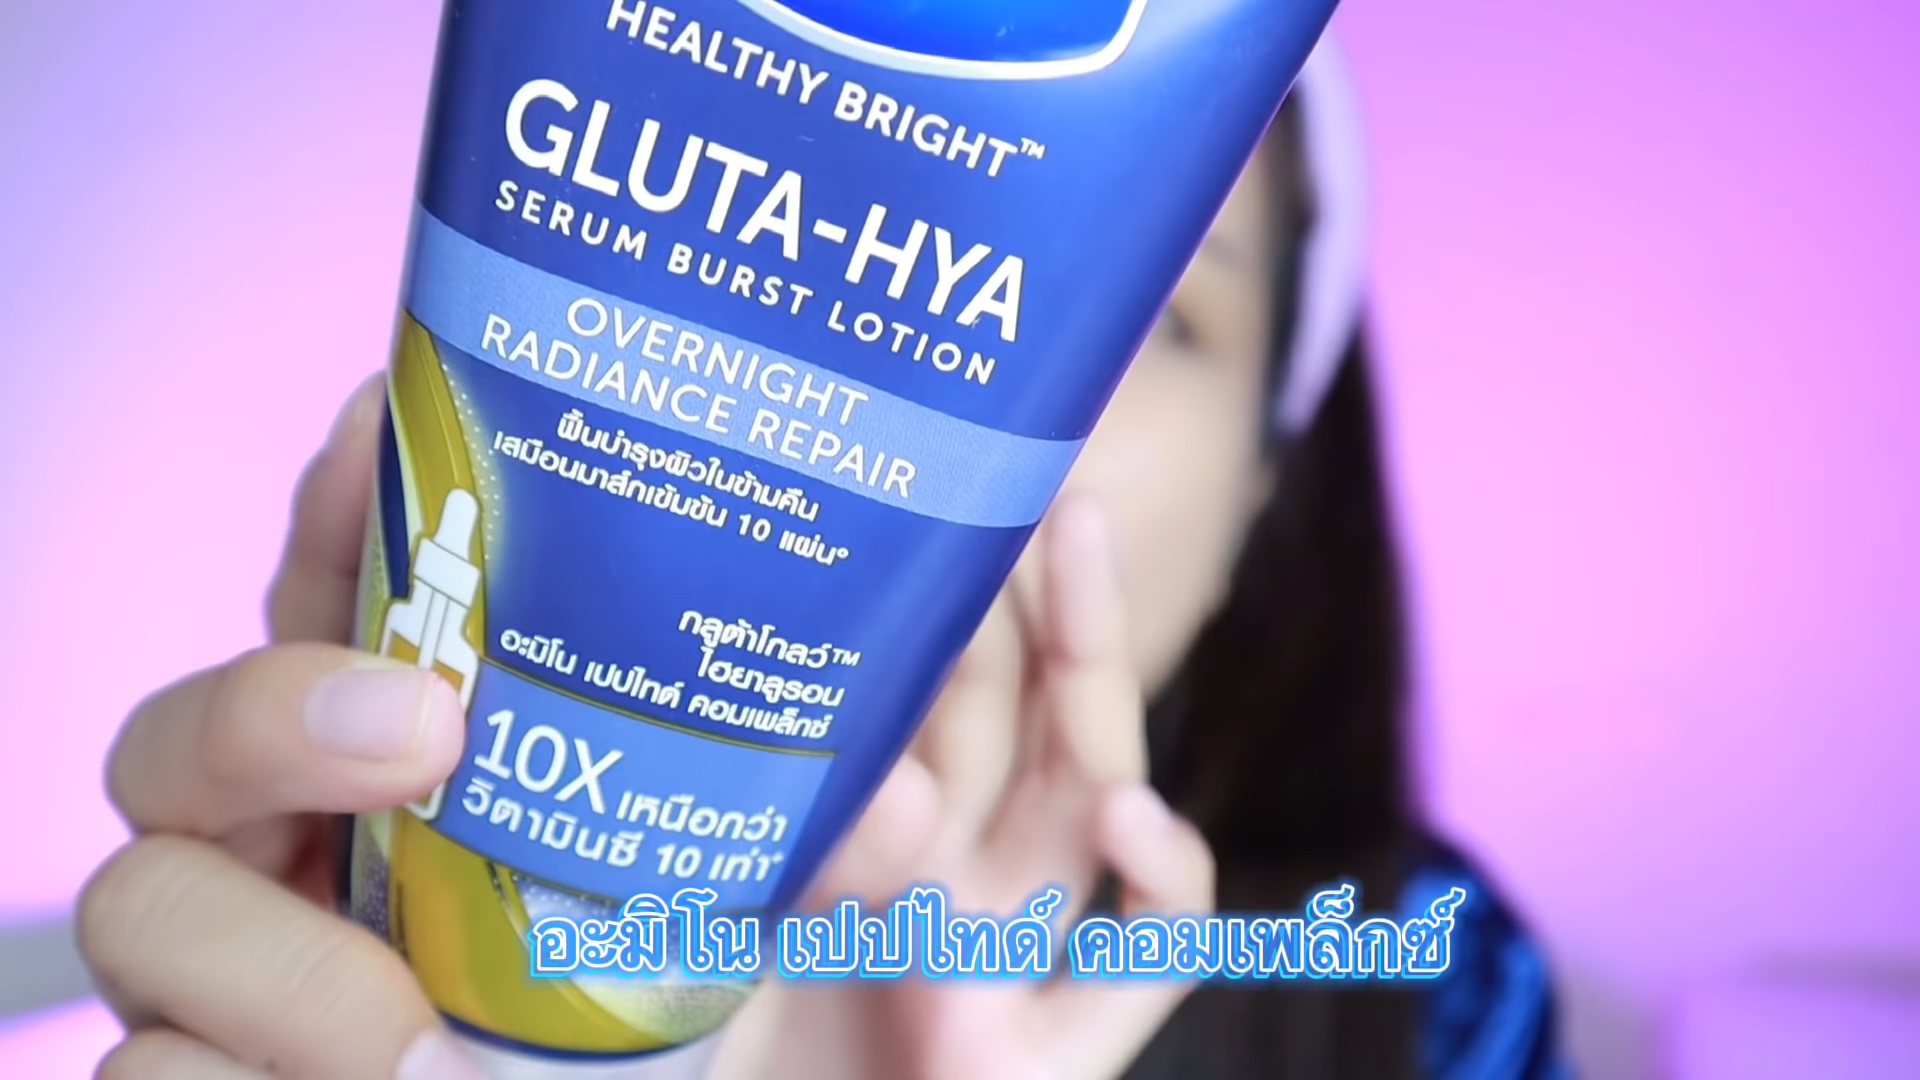 HEALTHY BRIGHT™
GLUTA-HYA
SERUM BURST LOTION
OVERNIGHT
RADIANCE REPAIR
ฟื้นบำรุงผิวในข้ามคืน
เสมือนมาส์กเข้มข้น 10 แผ่น°
กลูต้าโกลว์™
ไฮยาลูรอน
อะมิโน เปปไทด์ คอมเพล็กซ์
10X เหนือกว่า
วิตามินซี 10 เท่า⁺
อะมิโน เปปไทด์ คอมเพล็กซ์